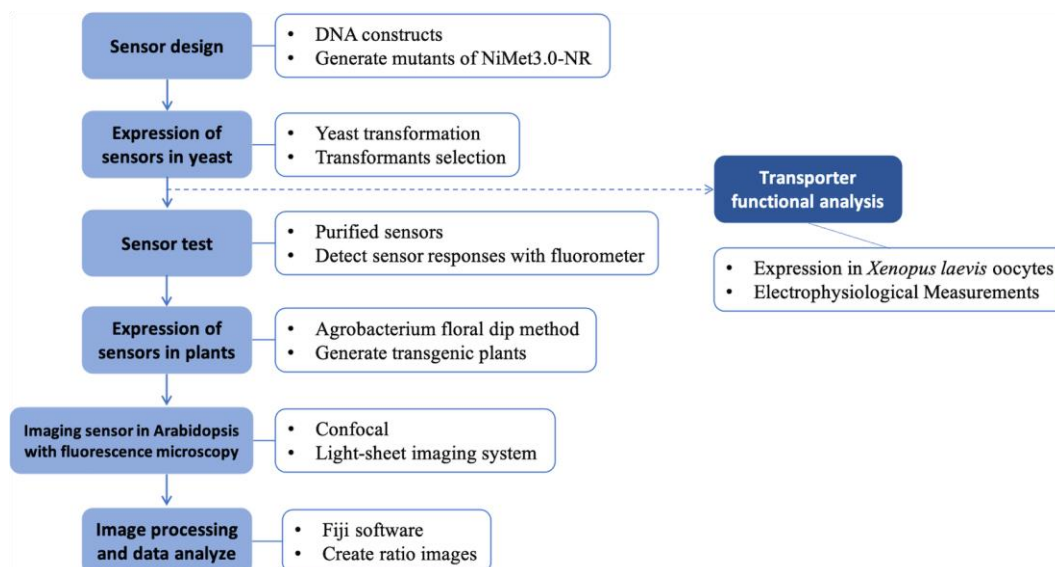 Sensor design
• DNA constructs
• Generate mutants of NiMet3.0-NR
Expression of
sensors in yeast
• Yeast transformation
• Transformants selection
Transporter
functional analysis
• Expression in Xenopus laevis oocytes
• Electrophysiological Measurements
Sensor test
• Purified sensors
• Detect sensor responses with fluorometer
Expression of
sensors in plants
• Agrobacterium floral dip method
• Generate transgenic plants
Imaging sensor in Arabidopsis
with fluorescence microscopy
• Confocal
• Light-sheet imaging system
Image processing
and data analyze
• Fiji software
• Create ratio images